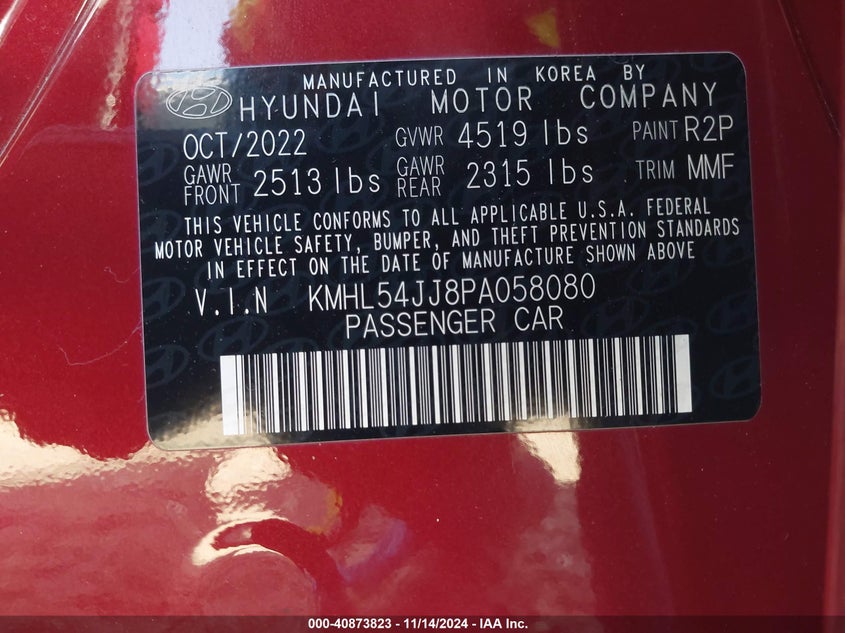 MANUFACTURED IN KOREA BY
HYUNDAI MOTOR COMPANY
OCT/2022 GVWR 4519 lbs PAINT R2P
GAWR FRONT 2513 lbs GAWR REAR 2315 lbs TRIM MMF
THIS VEHICLE CONFORMS TO ALL APPLICABLE U.S.A. FEDERAL
MOTOR VEHICLE SAFETY, BUMPER, AND THEFT PREVENTION STANDARDS
IN EFFECT ON THE DATE OF MANUFACTURE SHOWN ABOVE
V.I.N KMHL54JJ8PA058080
PASSENGER CAR
000-40873823 - 11/14/2024 - IAA Inc.